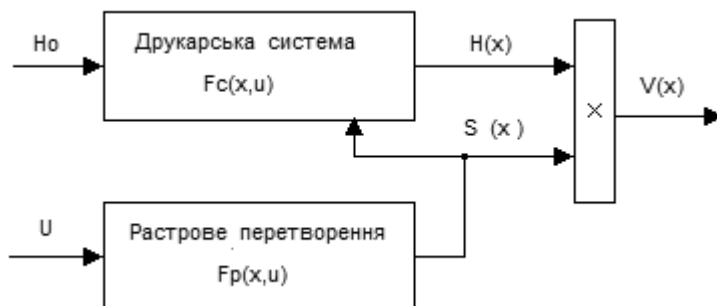 Ho
Друкарська система
Fc(x,u)
H(x)
V(x)
×
S (x)
U
Растрове перетворення
Fp(x,u)